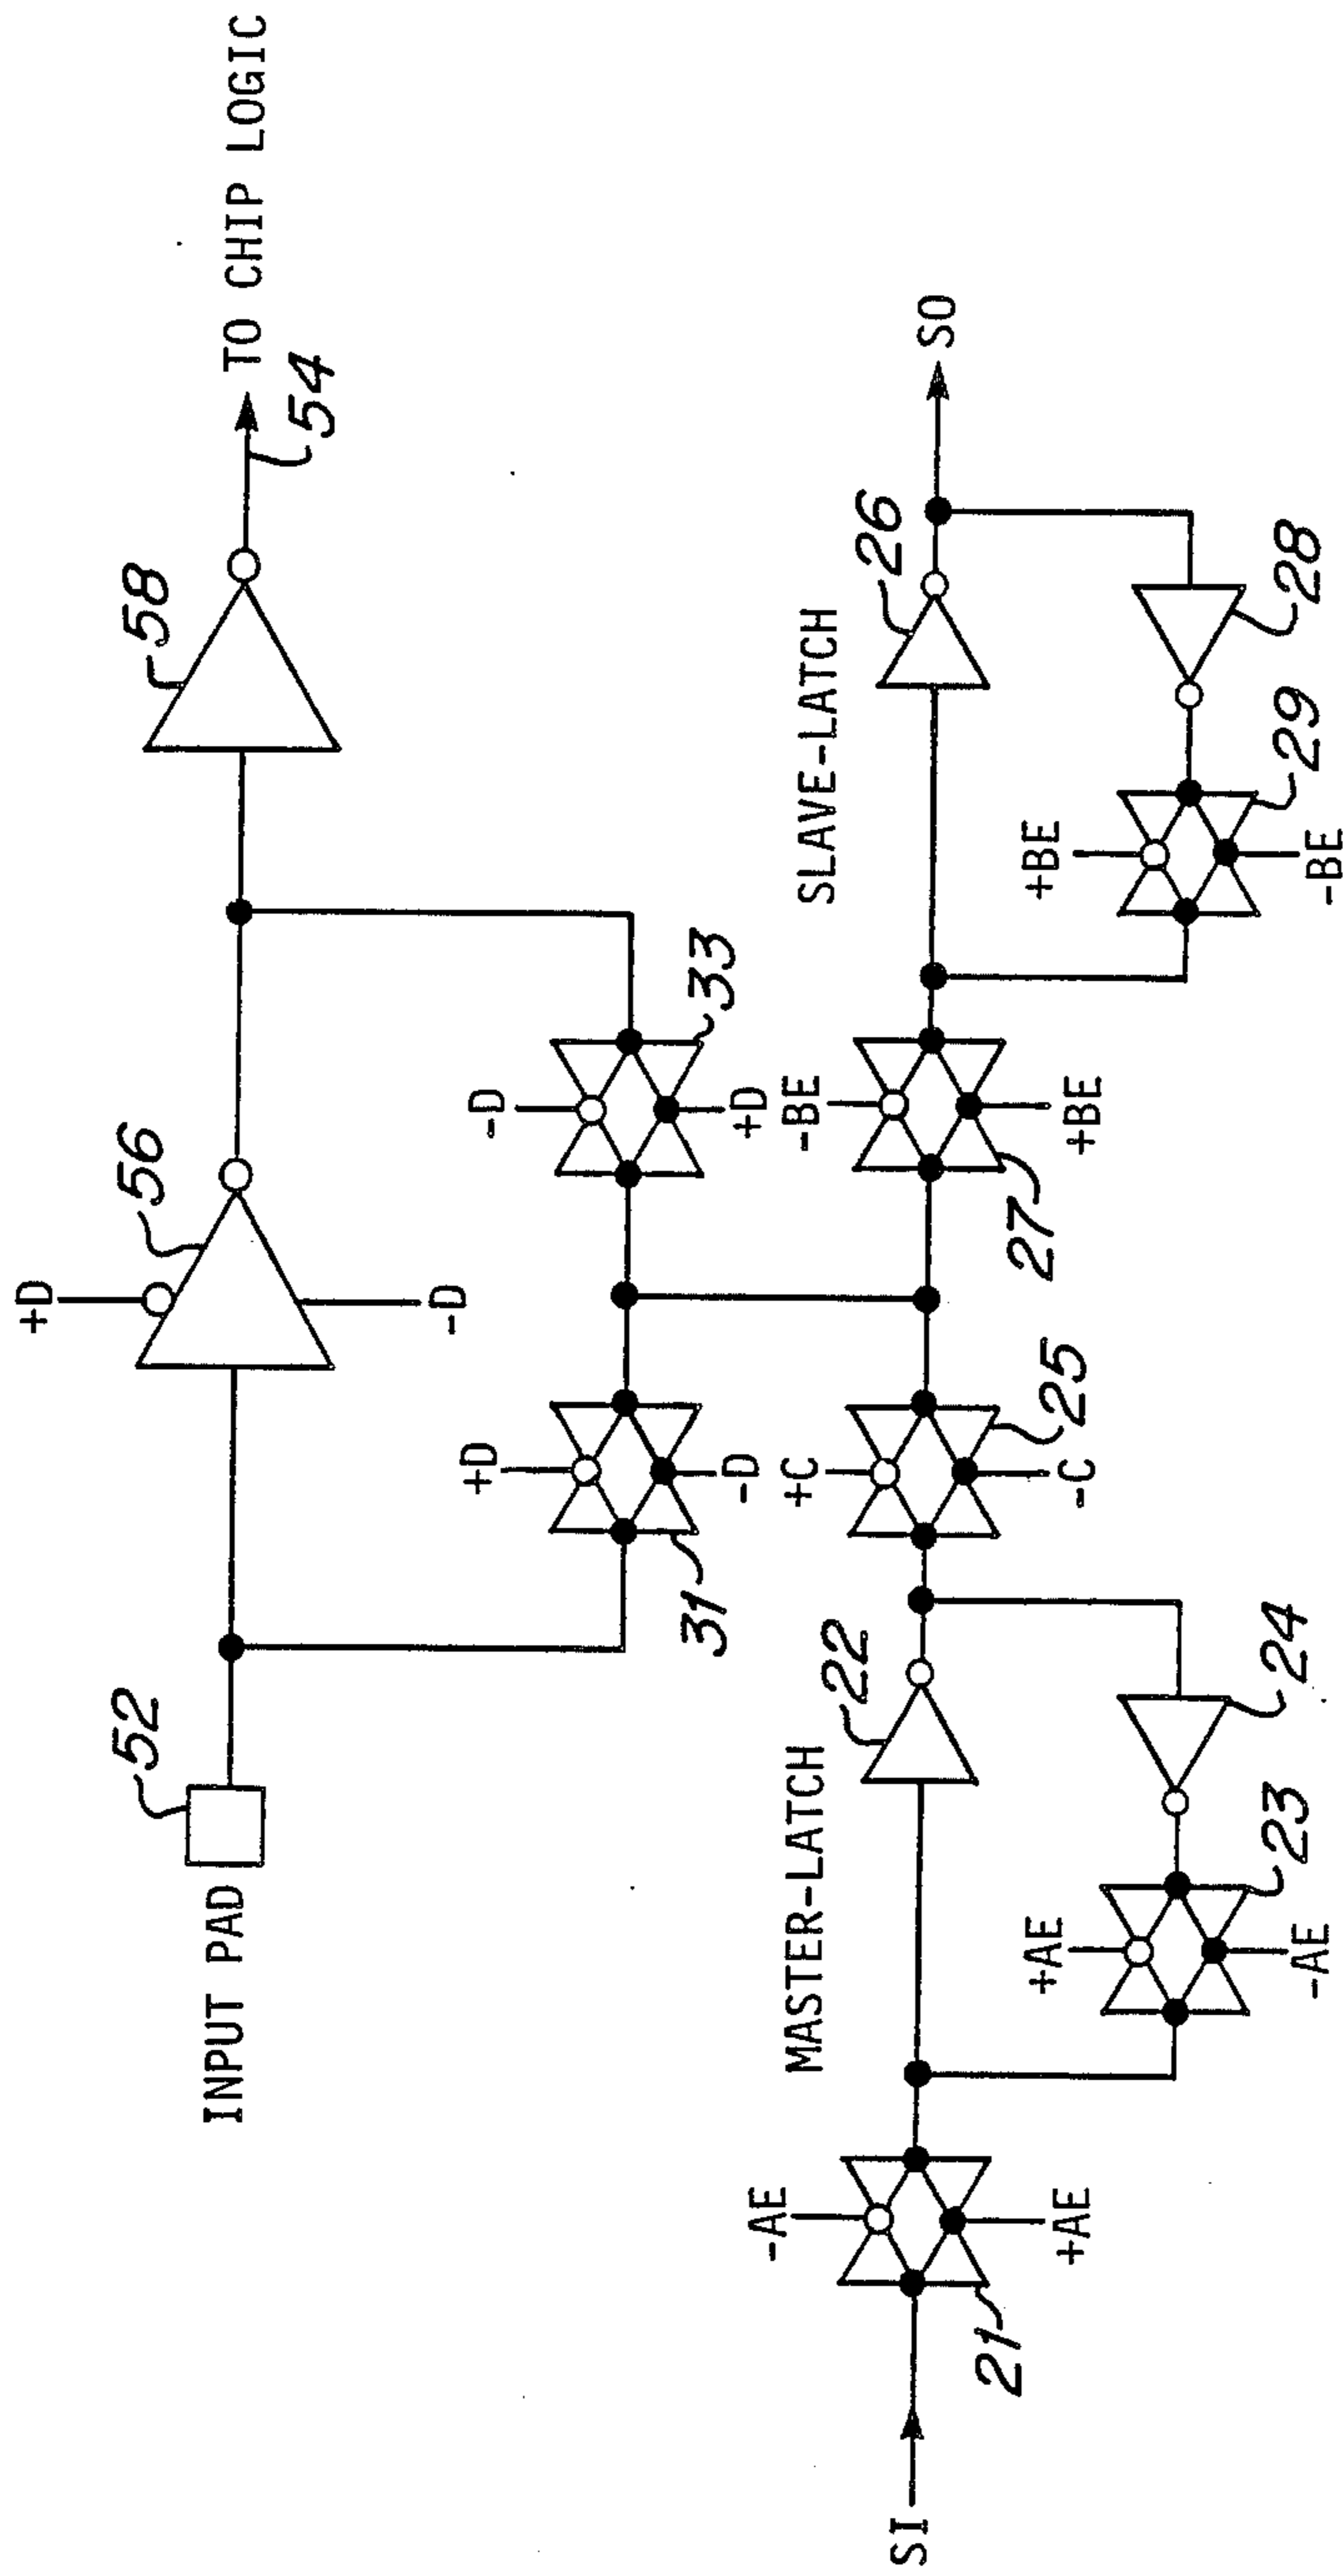 +D
56
58
52
INPUT PAD
-D
54
TO CHIP LOGIC
+D
-D
31
-D
+D
33
MASTER-LATCH
SLAVE-LATCH
SI
-AE
+AE
21
22
+C
-C
25
-BE
+BE
27
26
SO
+AE
-AE
23
24
+BE
-BE
29
28